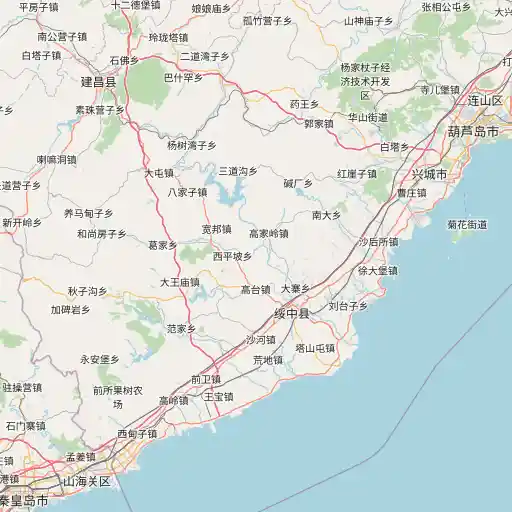 平房子镇
十二德堡镇
娘娘庙乡
孤竹营子乡
山神庙子乡
张相公屯乡
南公营子镇
玲珑塔镇
白塔子镇
石佛乡
二道湾子乡
杨家杖子经
济技术开发
区
建昌县
巴什罕乡
寺儿堡镇
连山区
药王乡
素珠营子乡
郭家镇
华山街道
葫芦岛市
喇嘛洞镇
杨树湾子乡
白塔乡
大屯镇
三道沟乡
碱厂乡
红崖子镇
兴城市
八家子镇
曹庄镇
养马甸子乡
南大乡
新开岭乡
和尚房子乡
宽邦镇
高家岭镇
菊花街道
葛家乡
沙后所镇
西平坡乡
徐大堡镇
秋子沟乡
大王庙镇
高台镇
大寨乡
加碑岩乡
绥中县
刘台子乡
范家乡
沙河镇
塔山屯镇
永安堡乡
荒地镇
前卫镇
驻操营镇
前所果树农
场
高岭镇
王宝镇
石门寨镇
西甸子镇
孟姜镇
山海关区
港镇
秦皇岛市